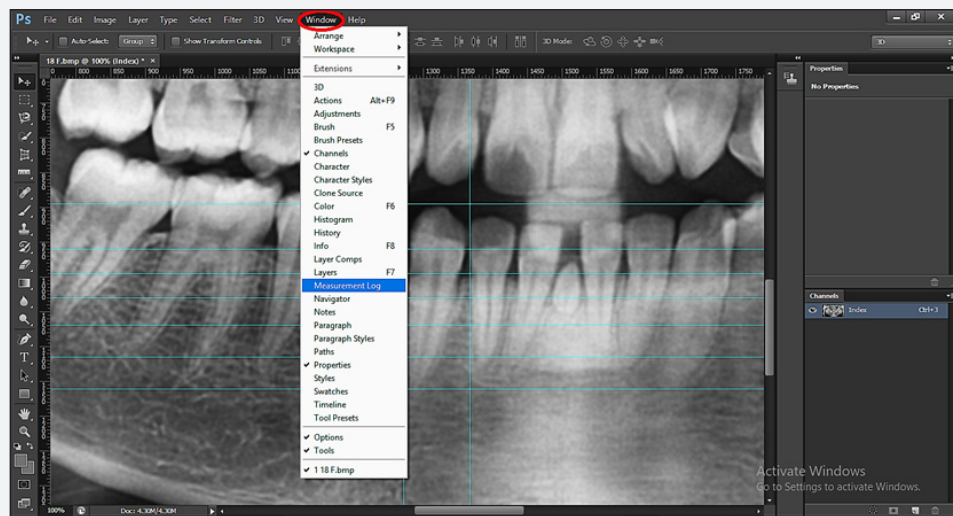 Ps File Edit Image Layer Type Select Filter 3D View Window Help
Auto-Select: Group Show Transform Controls 3D Mode: 3D
18 F.bmp @ 100% (Index) * ×
0 800 850 900 950 1000 1050 1100 1300 1350 1400 1450 1500 1550 1600 1650 1700 1750
Arrange
Workspace
Extensions
3D
Actions Alt+F9
Adjustments
Brush F5
Brush Presets
✓ Channels
Character
Character Styles
Clone Source
Color F6
Histogram
History
Info F8
Layer Comps
Layers F7
Measurement Log
Navigator
Notes
Paragraph
Paragraph Styles
Paths
✓ Properties
Styles
Swatches
Timeline
Tool Presets
✓ Options
✓ Tools
✓ 1 18 F.bmp
Properties
No Properties
Channels
Index Ctrl+3
Activate Windows
Go to Settings to activate Windows.
100% Doc: 4.30M/4.30M